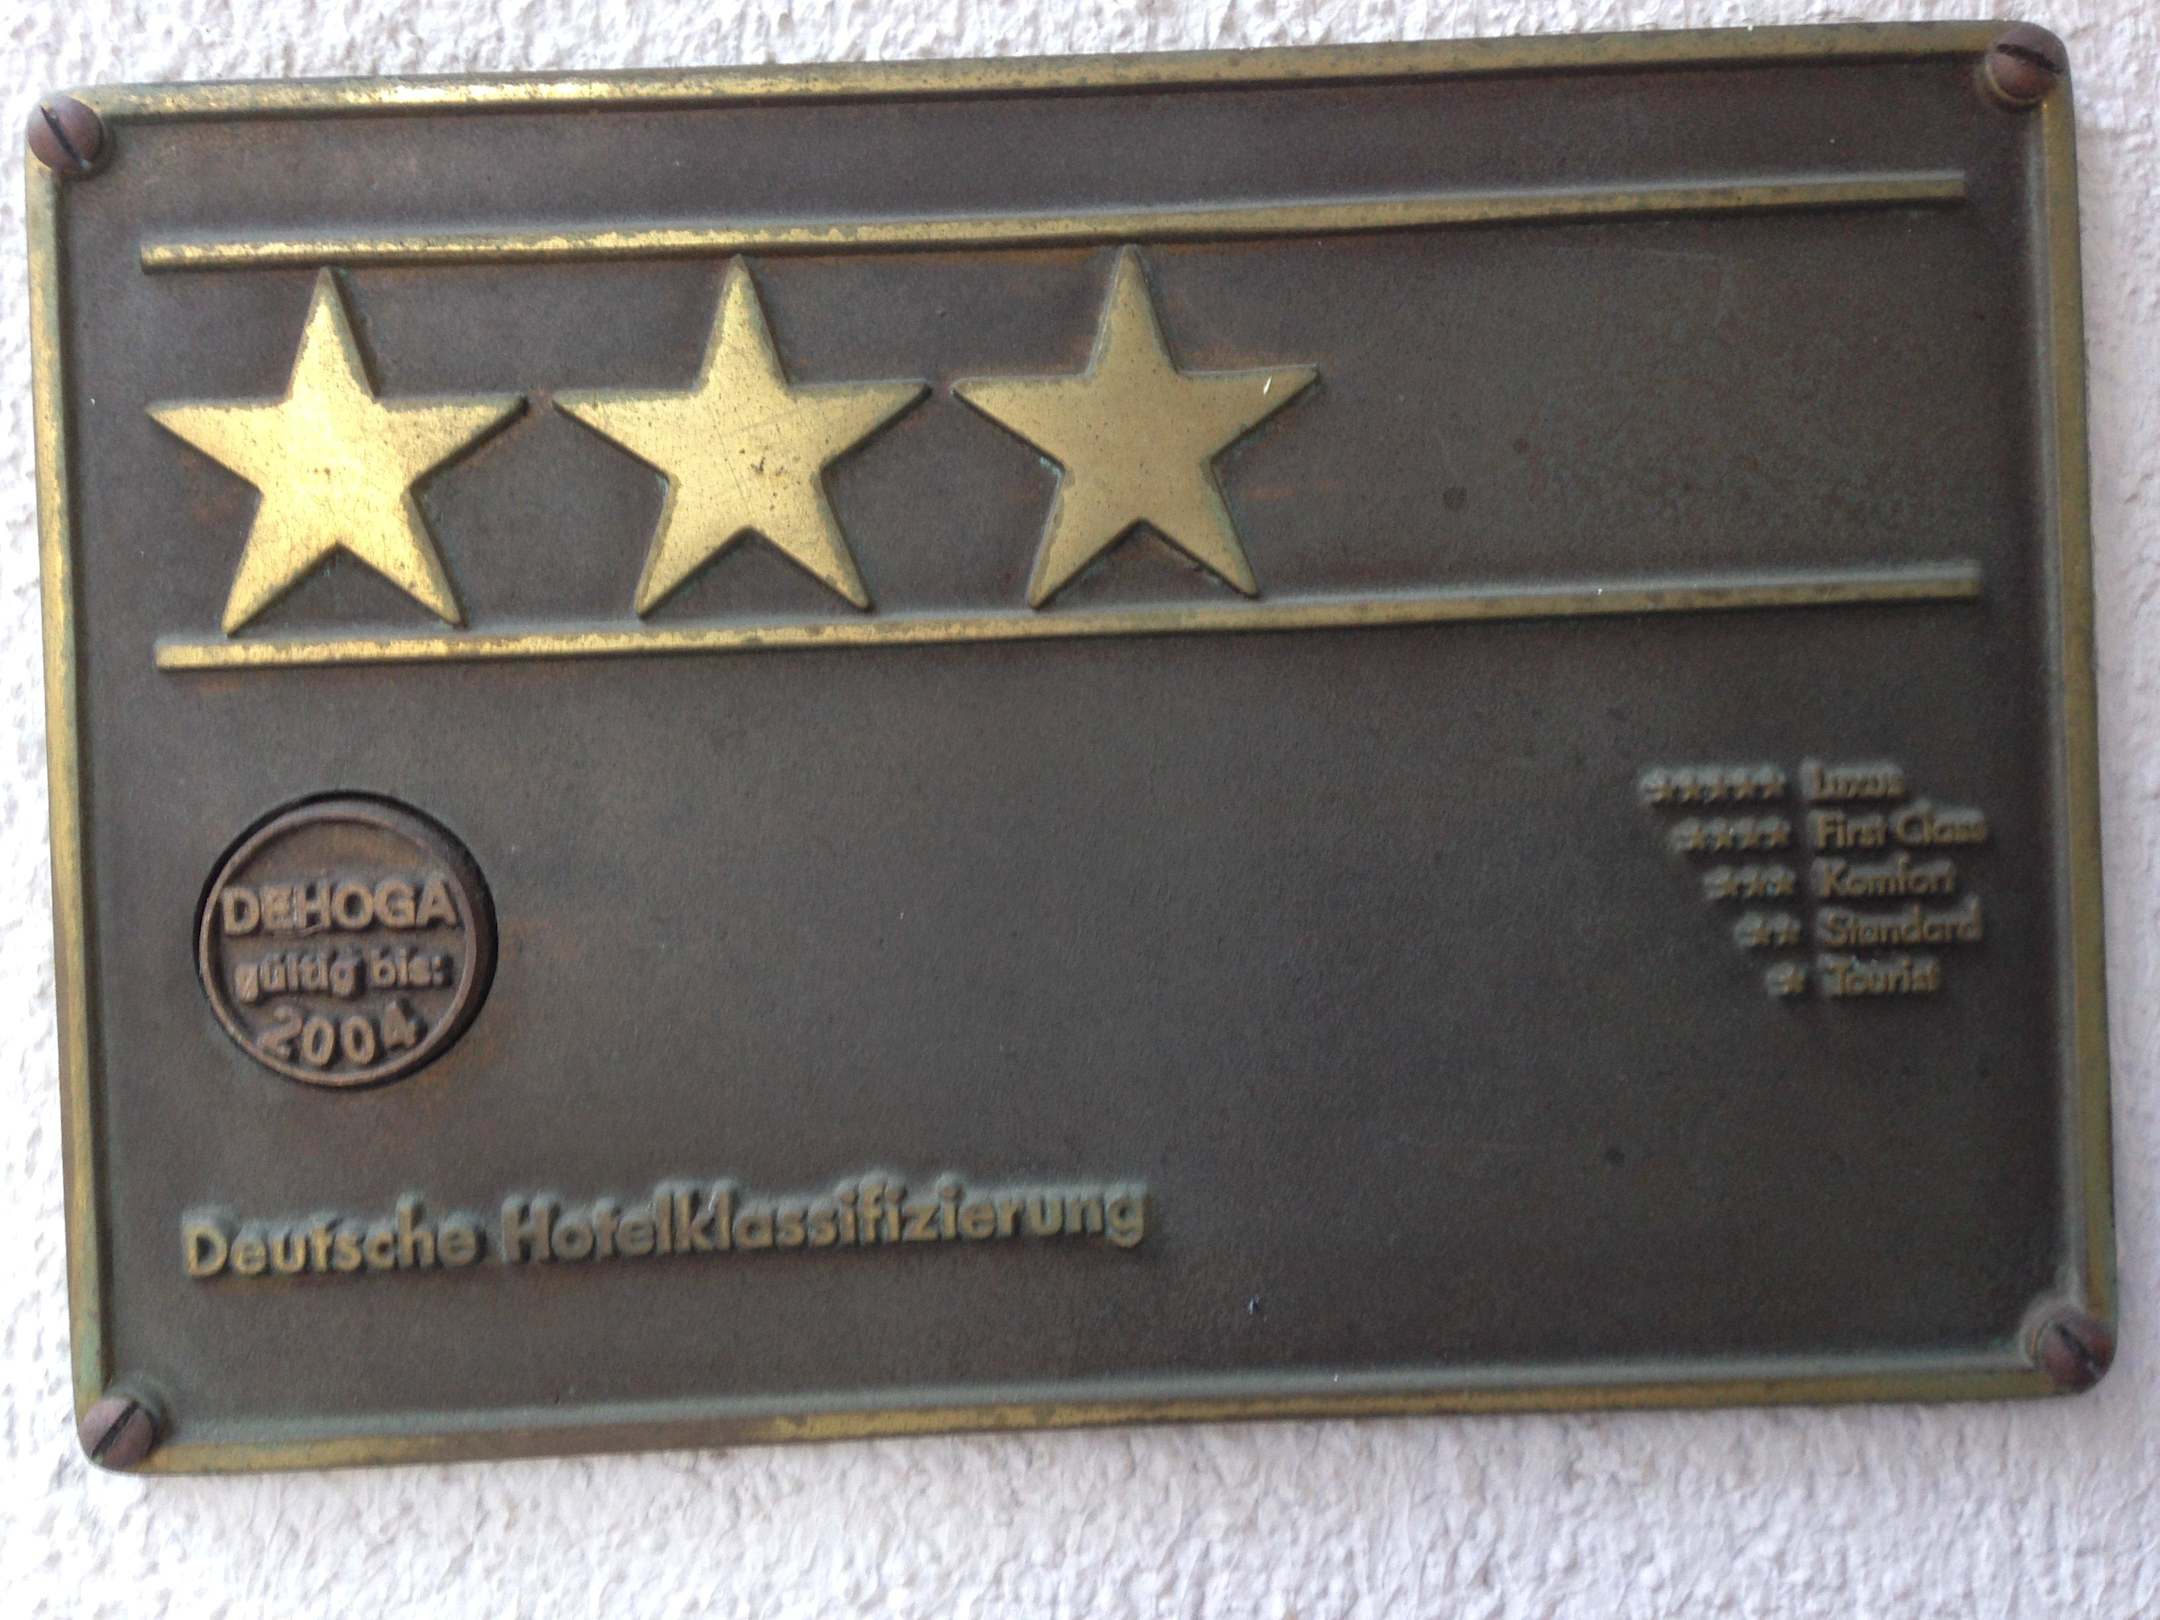 DEHOGA
gültig bis:
2004
★★★★★ Luxus
★★★★ First Class
★★★ Komfort
★★ Standard
★ Tourist
Deutsche Hotelklassifizierung